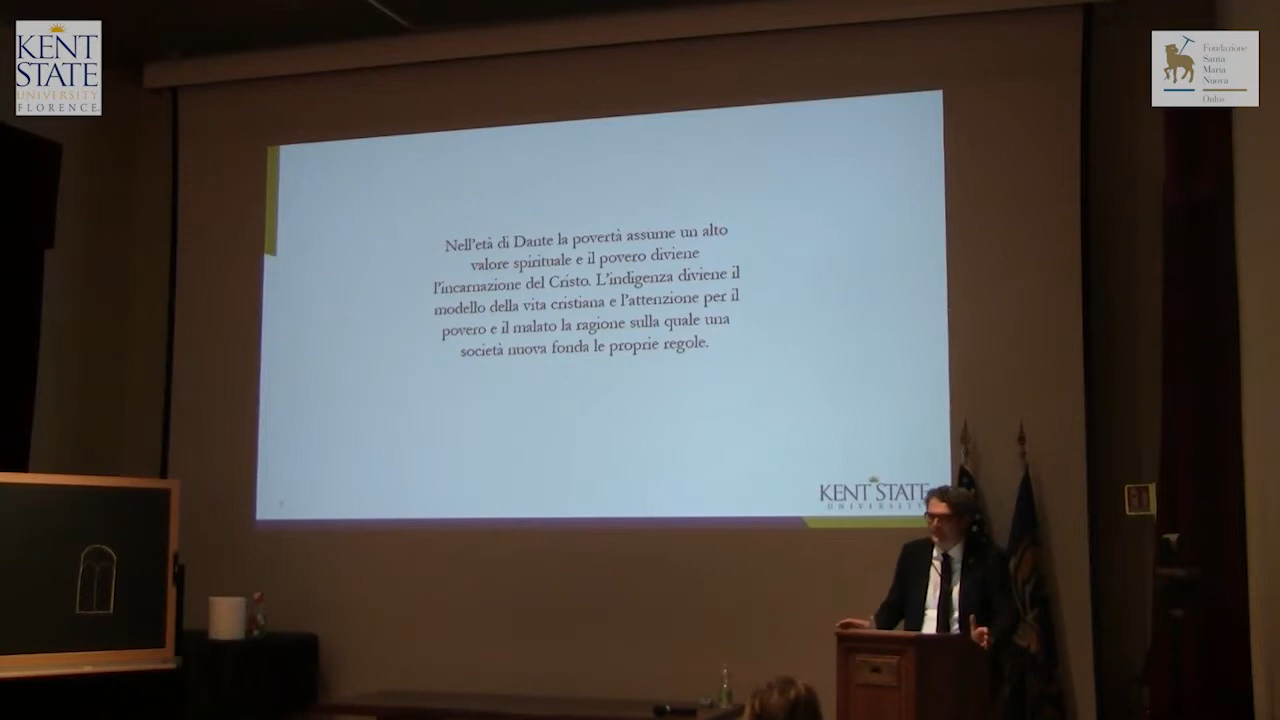 KENT
STATE
UNIVERSITY
FLORENCE
Fondazione
Santa
Maria
Nuova
Onlus
Nell'età di Dante la povertà assume un alto
valore spirituale e il povero diviene
l'incarnazione del Cristo. L'indigenza diviene il
modello della vita cristiana e l'attenzione per il
povero e il malato la ragione sulla quale una
società nuova fonda le proprie regole.
KENT STATE
UNIVERSITY